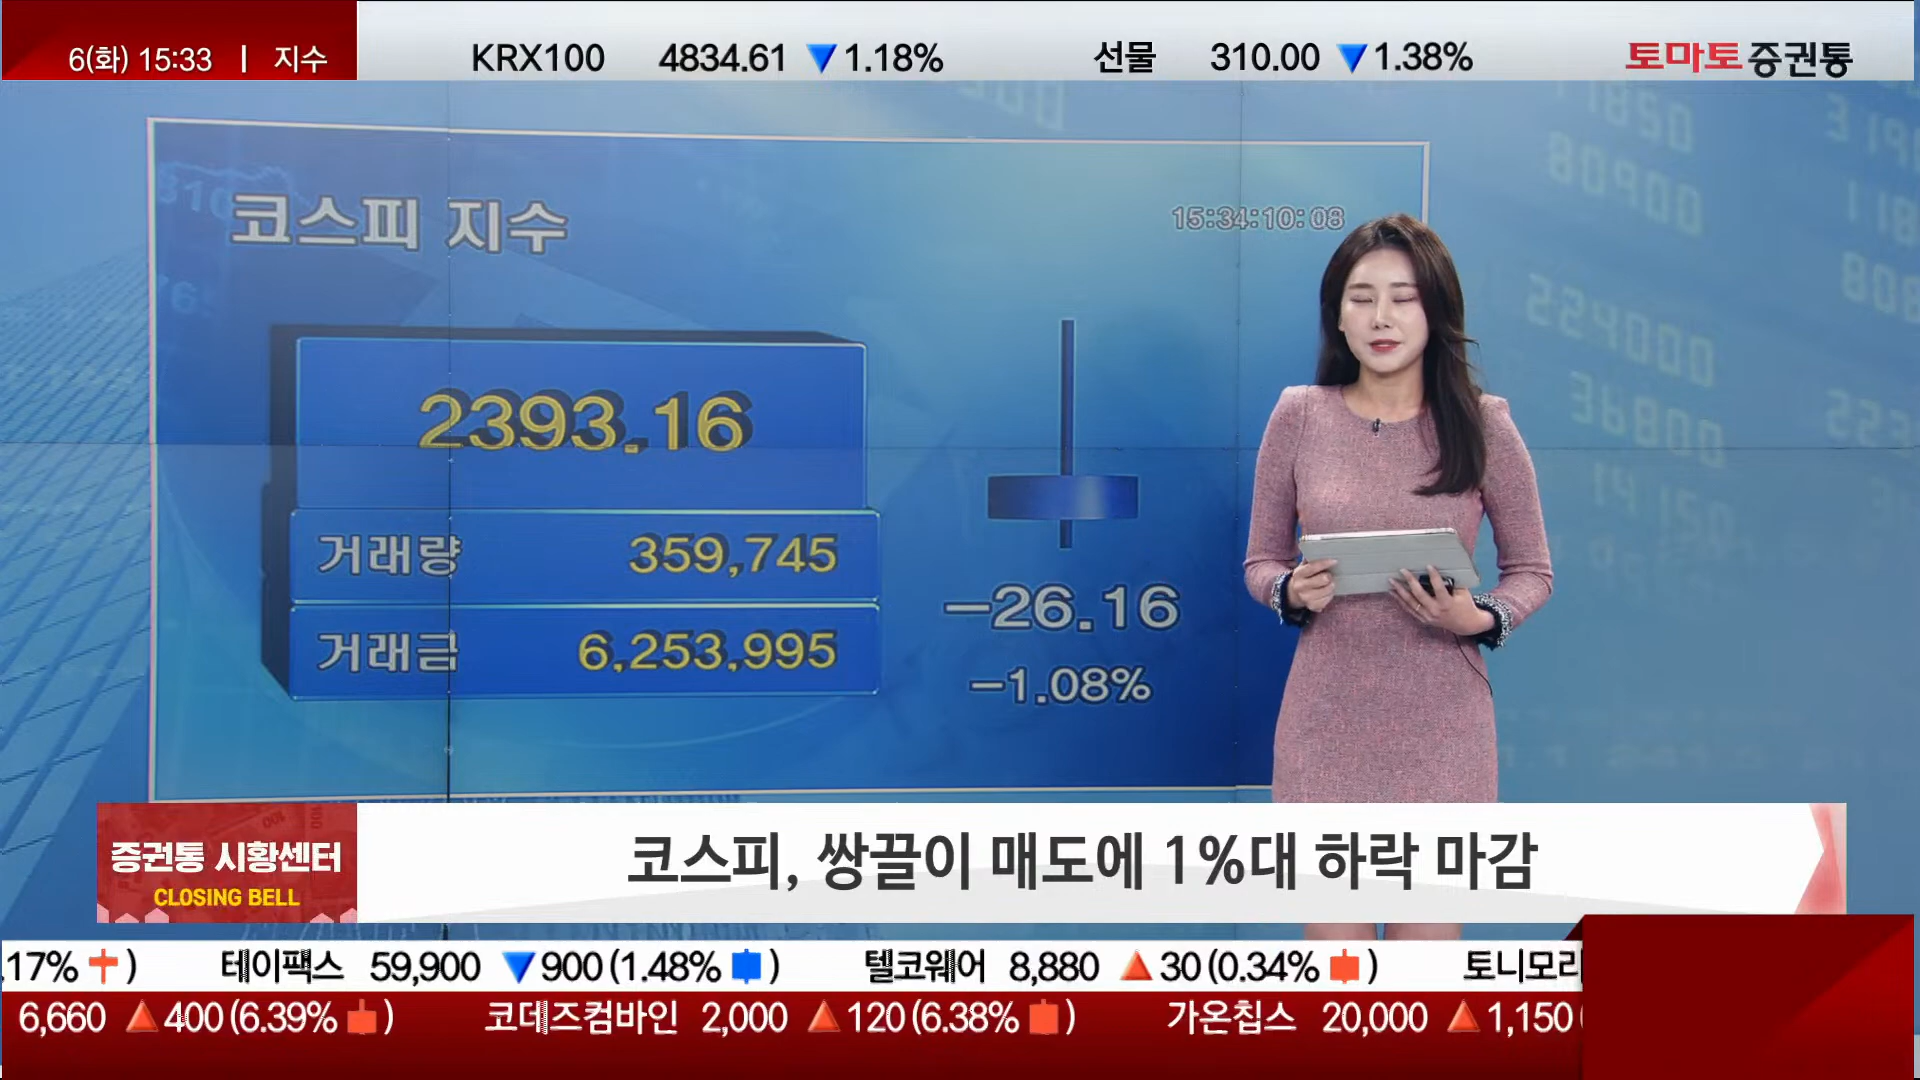 6(화) 15:33 | 지수 KRX100 4834.61 ▼1.18% 선물 310.00 ▼1.38% 토마토증권통
코스피 지수
15:34:10:08
2393.16
거래량 359,745
거래금 6,253,995
-26.16
-1.08%
11850
80900
554000
36800
14120
증권통 시황센터
CLOSING BELL
코스피, 쌍끌이 매도에 1%대 하락 마감
.17% ) 테이팩스 59,900 ▼900(1.48% ) 텔코웨어 8,880 ▲30(0.34% ) 토니모리
6,660 ▲400(6.39% ) 코데즈컴바인 2,000 ▲120(6.38% ) 가온칩스 20,000 ▲1,150